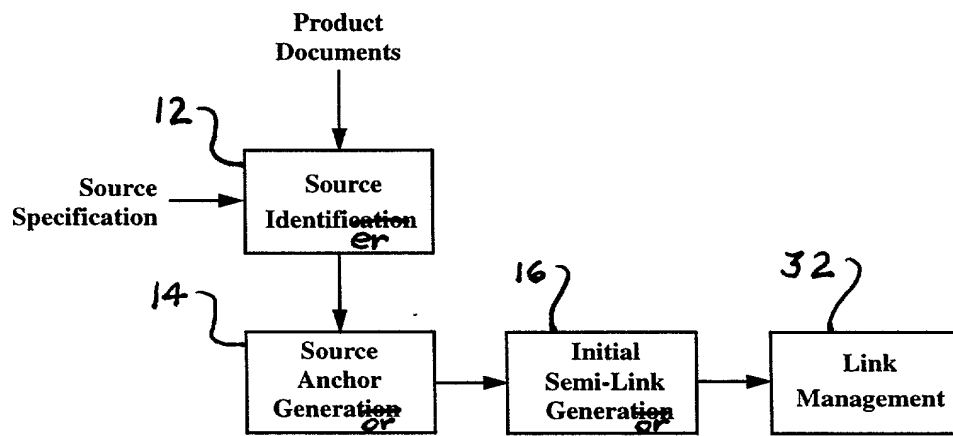 Product
Documents
12
Source
Specification
Source
Identification
er
14
16
32
Source
Anchor
Generation
or
Initial
Semi-Link
Generation
or
Link
Management